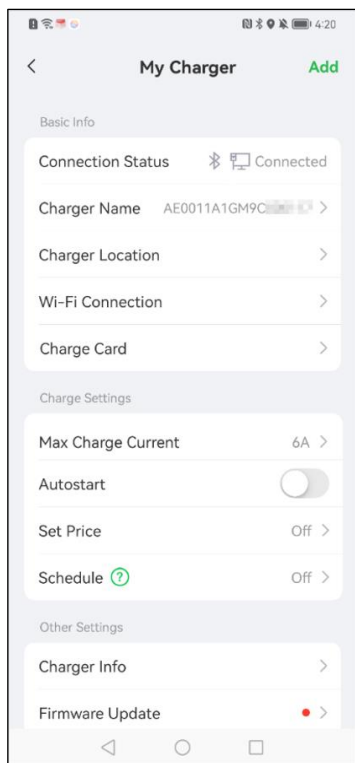 4:20
My Charger Add
Basic Info
Connection Status Connected
Charger Name AE0011A1GM9C
Charger Location
Wi-Fi Connection
Charge Card
Charge Settings
Max Charge Current 6A
Autostart
Set Price Off
Schedule ? Off
Other Settings
Charger Info
Firmware Update